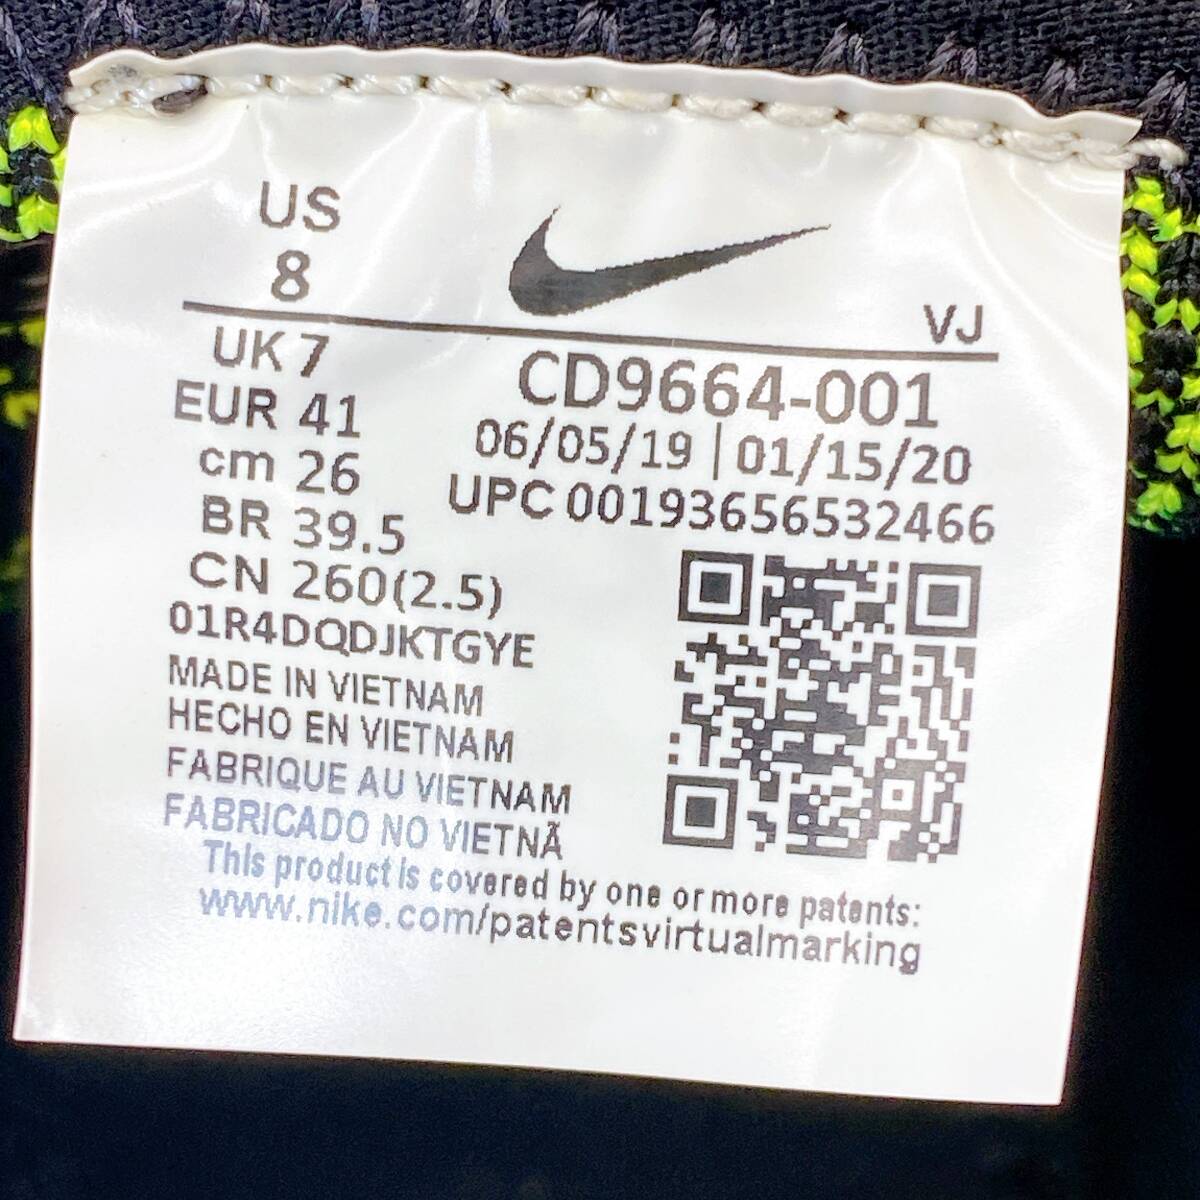 US
8
VJ
UK 7
EUR 41
cm 26
BR 39.5
CN 260(2.5)
CD9664-001
06/05/19 | 01/15/20
UPC 00193656532466
01R4DQDJKTGYE
MADE IN VIETNAM
HECHO EN VIETNAM
FABRIQUE AU VIETNAM
FABRICADO NO VIETNÃ
This product is covered by one or more patents:
www.nike.com/patentsvirtualmarking